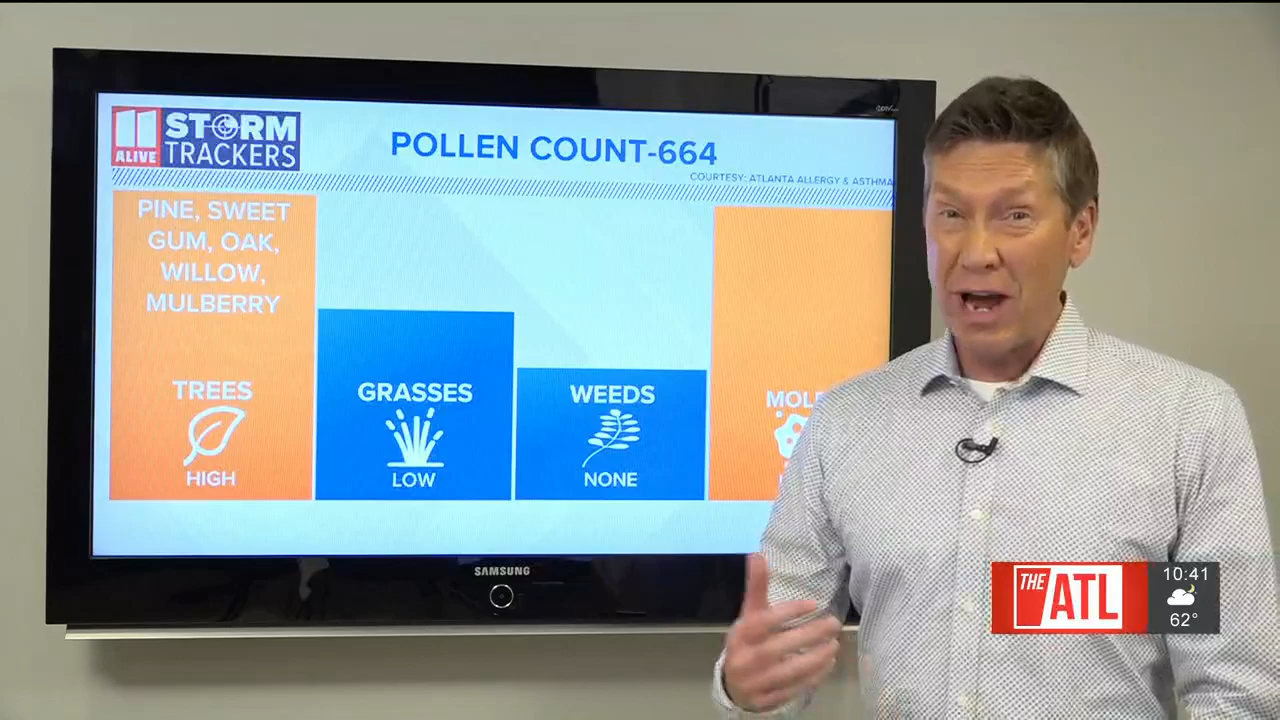 11
ALIVE
STORM
TRACKERS
POLLEN COUNT-664
COURTESY: ATLANTA ALLERGY & ASTHMA
PINE, SWEET
GUM, OAK,
WILLOW,
MULBERRY
TREES
HIGH
GRASSES
LOW
WEEDS
NONE
MOL
SAMSUNG
THE
ATL
10:41
62°